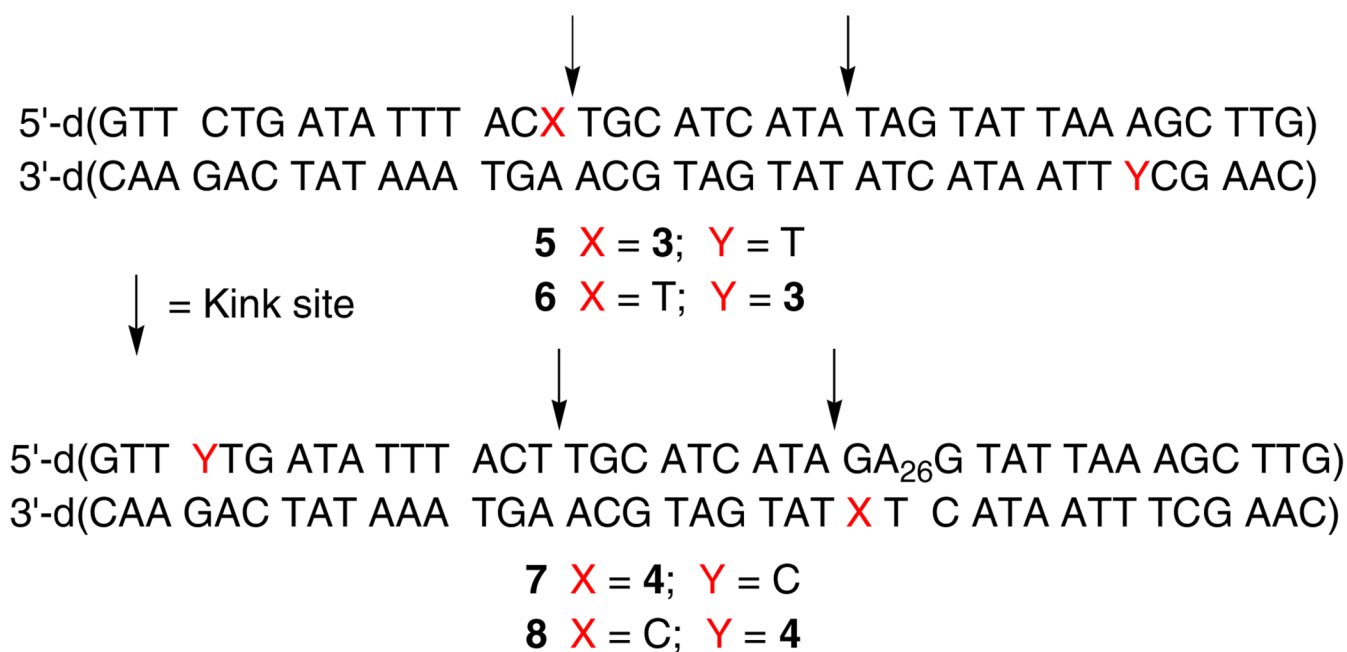 5'-d(GTT CTG ATA TTT ACX TGC ATC ATA TAG TAT TAA AGC TTG)
3'-d(CAA GAC TAT AAA TGA ACG TAG TAT ATC ATA ATT YCG AAC)
5 X = 3; Y = T
6 X = T; Y = 3
= Kink site
5'-d(GTT YTG ATA TTT ACT TGC ATC ATA GA₂₆G TAT TAA AGC TTG)
3'-d(CAA GAC TAT AAA TGA ACG TAG TAT X T C ATA ATT TCG AAC)
7 X = 4; Y = C
8 X = C; Y = 4